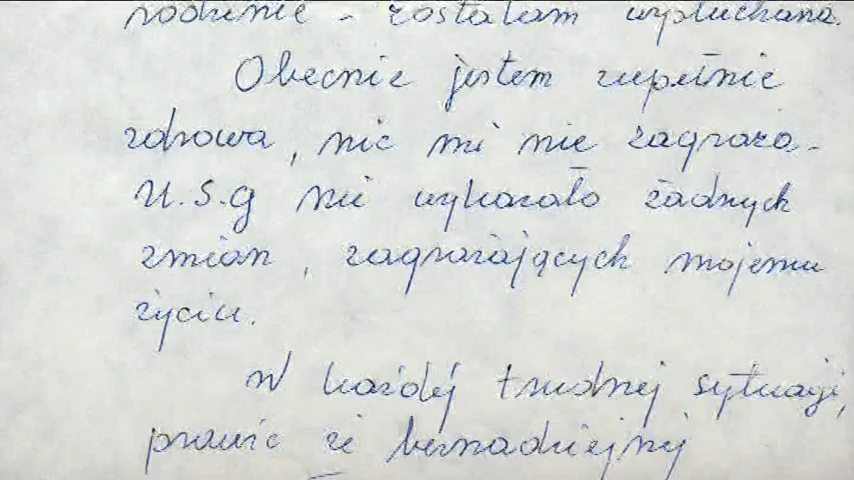 rodzinie - zostałam wysłuchana.
Obecnie jestem zupełnie
zdrowa, nic mi nie zagraża.
U.S.G nie wykazało żadnych
zmian, zagrażających mojemu
życiu.
W każdej trudnej sytuacji,
prawie że beznadziejnej